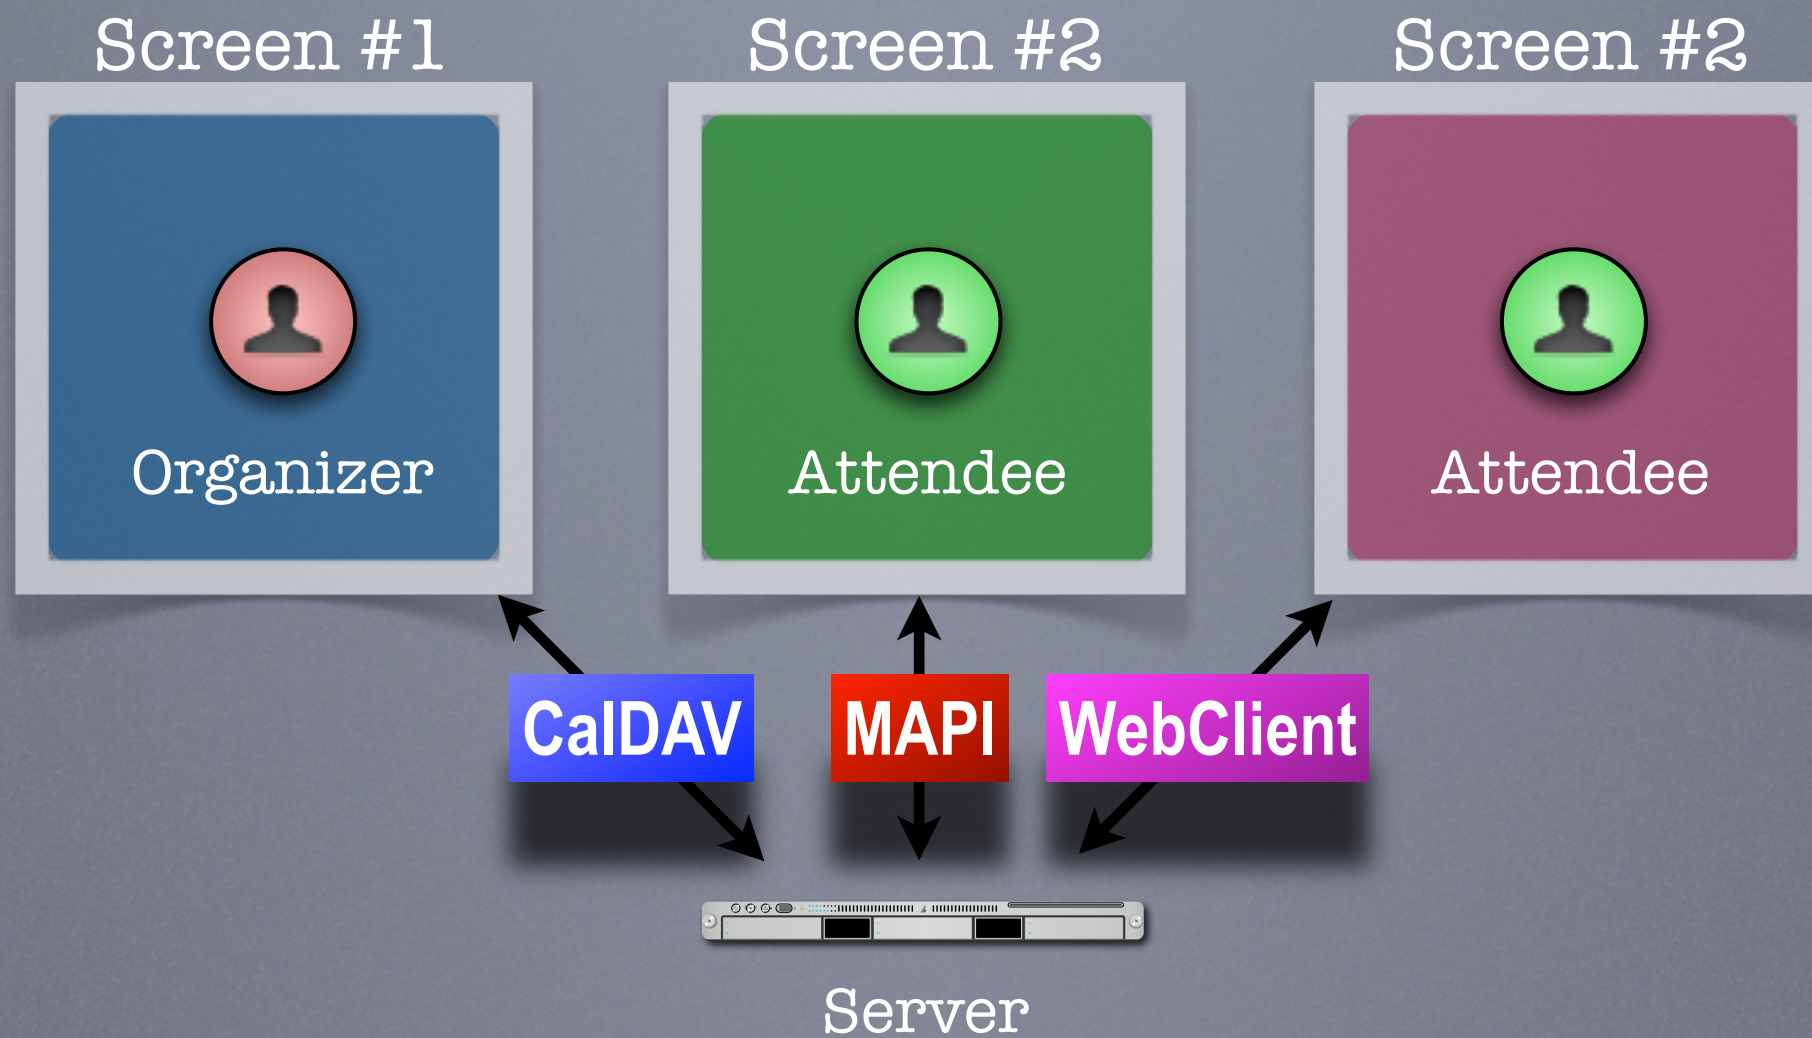 Screen #1
Screen #2
Screen #2
Organizer
Attendee
Attendee
CalDAV
MAPI
WebClient
Server